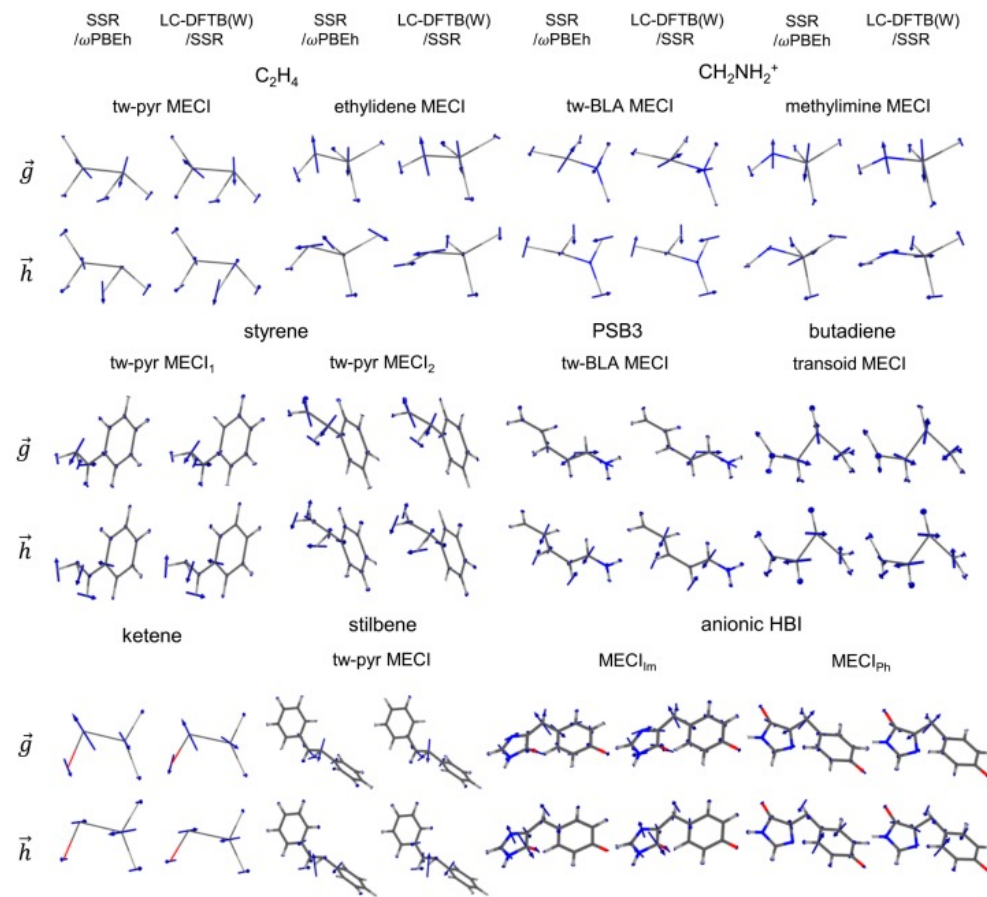 SSR LC-DFTB(W) SSR LC-DFTB(W) SSR LC-DFTB(W) SSR LC-DFTB(W)
/ωPBEh /SSR /ωPBEh /SSR /ωPBEh /SSR /ωPBEh /SSR
C₂H₄ CH₂NH₂⁺
tw-pyr MECI ethylidene MECI tw-BLA MECI methylimine MECI
g⃗
h⃗
styrene PSB3 butadiene
tw-pyr MECI₁ tw-pyr MECI₂ tw-BLA MECI transoid MECI
g⃗
h⃗
ketene stilbene anionic HBI
tw-pyr MECI MECI_Im MECI_Ph
g⃗
h⃗